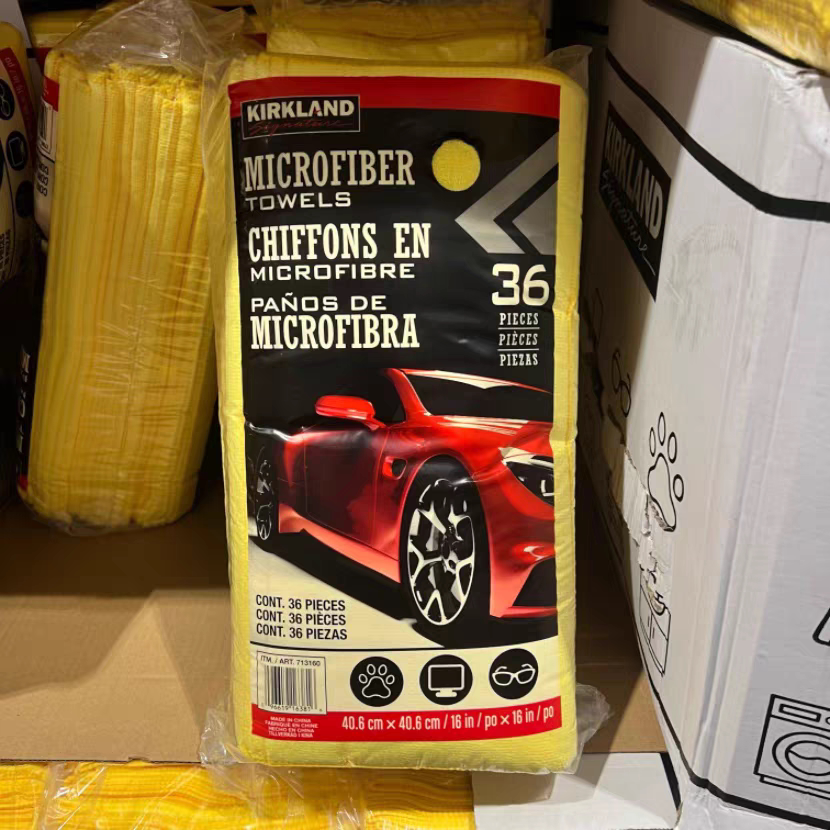 KIRKLAND
Signature
MICROFIBER
TOWELS
CHIFFONS EN
MICROFIBRE
PAÑOS DE
MICROFIBRA
36
PIECES
PIÈCES
PIEZAS
CONT. 36 PIECES
CONT. 36 PIÈCES
CONT. 36 PIEZAS
ITM. / ART. 713160
MADE IN CHINA
FABRIQUÉ EN CHINE
HECHO EN CHINA
TILLVERKAD I KINA
40.6 cm × 40.6 cm / 16 in / po × 16 in / po
KIRKLAND
Signature